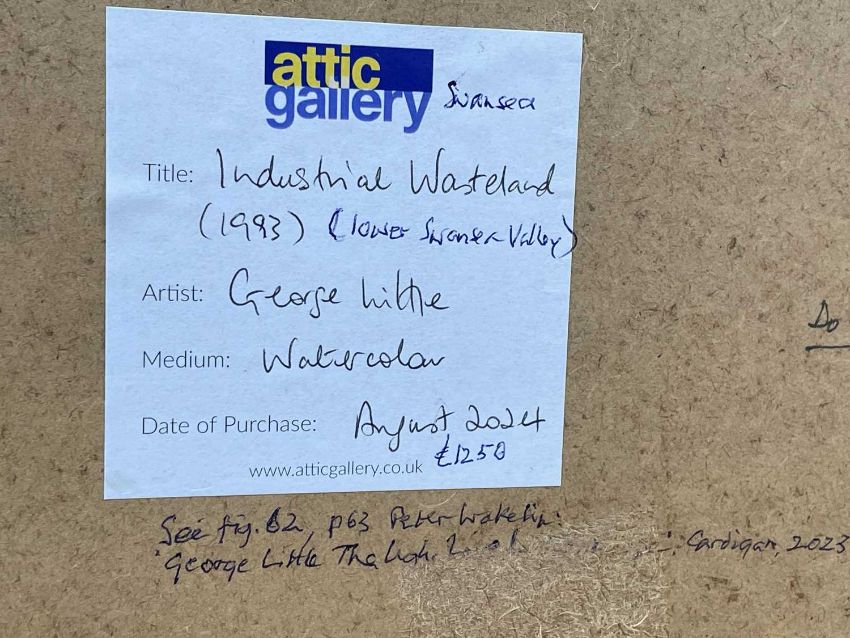 attic
gallery Swansea
Title: Industrial Wasteland
(1993) (lower Swansea Valley)
Artist: George Little
Medium: Watercolour
Date of Purchase: August 2024
£1250
www.atticgallery.co.uk
Do
See fig. 62, p63 Peter Wakelin:
'George Little The Cardigan, 2023